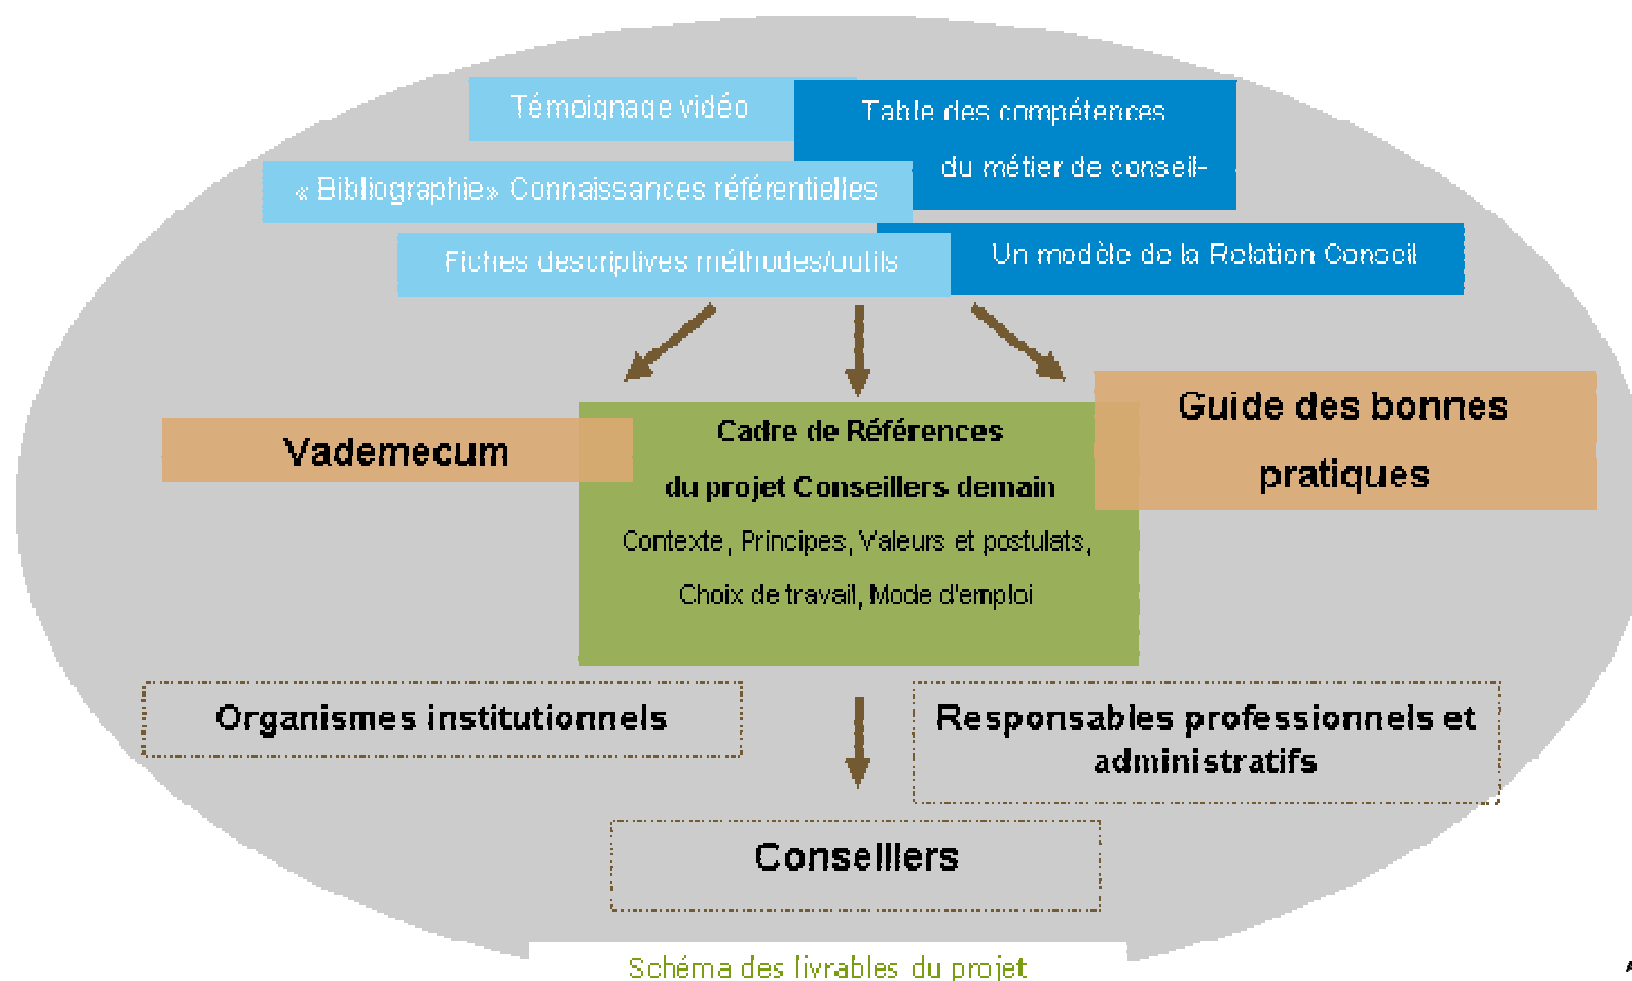 Témoignage vidéo
Table des compétences
du métier de conseil-
« Bibliographie» Connaissances référentielles
Fiches descriptives méthodes/outils
Un modèle de la Relation Conseil
Vademecum
Cadre de Références
du projet Conseillers demain
Contexte, Principes, Valeurs et postulats,
Choix de travail, Mode d'emploi
Guide des bonnes
pratiques
Organismes institutionnels
Responsables professionnels et
administratifs
Conseillers
Schéma des livrables du projet